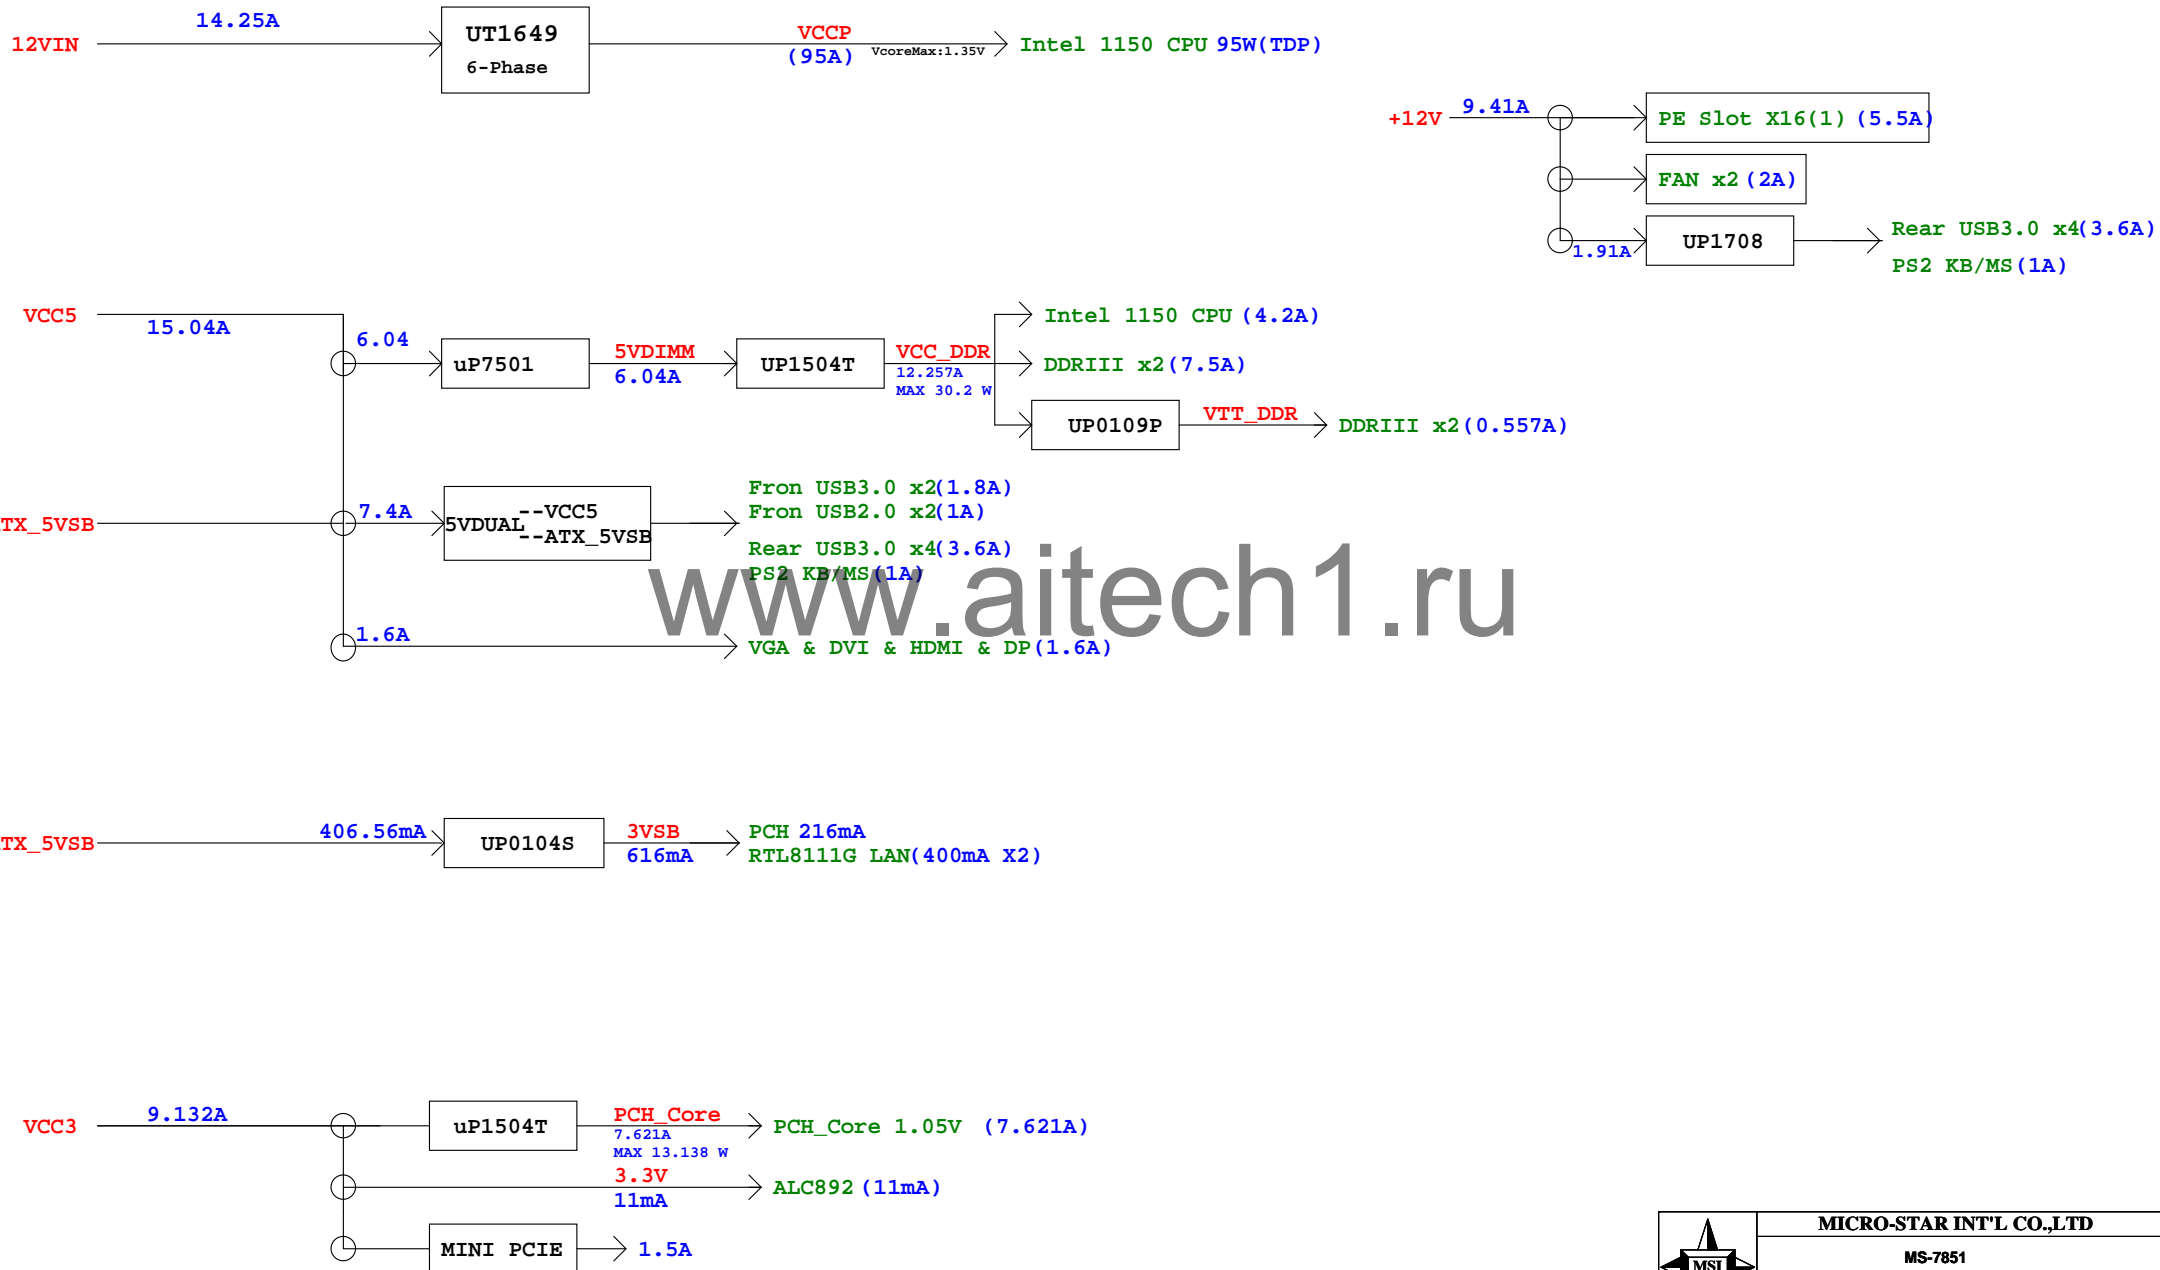 12VIN
14.25A
UT1649
6-Phase
VCCP
(95A)
VcoreMax:1.35V
Intel 1150 CPU 95W(TDP)
+12V
9.41A
PE Slot X16(1) (5.5A)
FAN x2 (2A)
1.91A
UP1708
Rear USB3.0 x4(3.6A)
PS2 KB/MS(1A)
VCC5
15.04A
6.04
uP7501
5VDIMM
6.04A
UP1504T
VCC_DDR
12.257A
MAX 30.2 W
Intel 1150 CPU (4.2A)
DDRIII x2(7.5A)
UP0109P
VTT_DDR
DDRIII x2(0.557A)
TX_5VSB
7.4A
5VDUAL
--VCC5
--ATX_5VSB
Fron USB3.0 x2(1.8A)
Fron USB2.0 x2(1A)
Rear USB3.0 x4(3.6A)
PS2 KB/MS(1A)
www.aitech1.ru
1.6A
VGA & DVI & HDMI & DP(1.6A)
TX_5VSB
406.56mA
UP0104S
3VSB
616mA
PCH 216mA
RTL8111G LAN(400mA X2)
VCC3
9.132A
uP1504T
PCH_Core
7.621A
MAX 13.138 W
PCH_Core 1.05V (7.621A)
3.3V
11mA
ALC892 (11mA)
MINI PCIE
1.5A
MICRO-STAR INT'L CO.,LTD
MS-7851
MSI